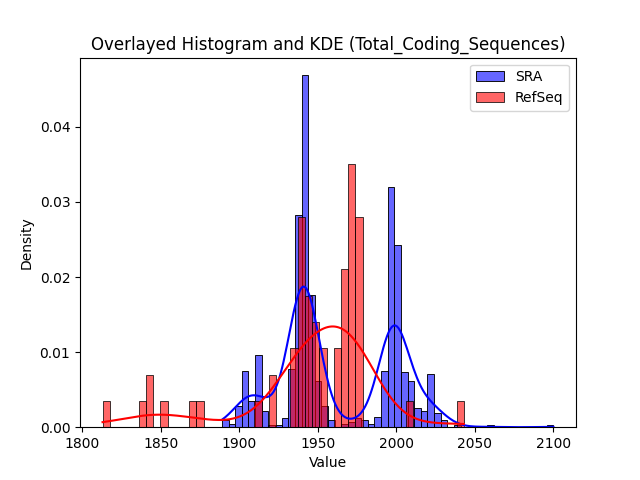 Overlayed Histogram and KDE (Total_Coding_Sequences)
SRA
RefSeq
0.04
0.03
0.02
0.01
0.00
Density
1800 1850 1900 1950 2000 2050 2100
Value